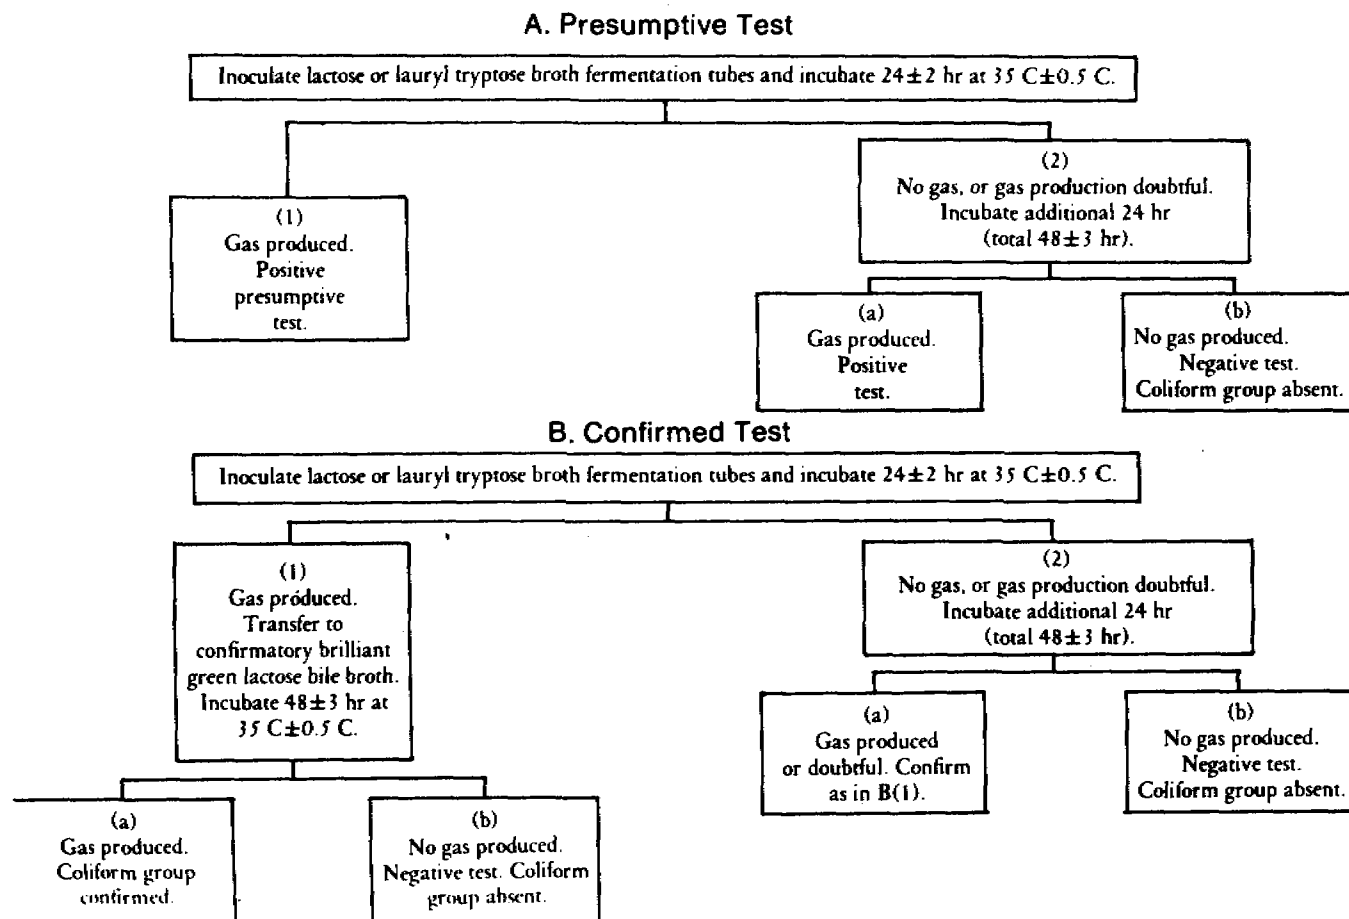 A. Presumptive Test
Inoculate lactose or lauryl tryptose broth fermentation tubes and incubate 24±2 hr at 35 C±0.5 C.
(1)
Gas produced.
Positive
presumptive
test.
(2)
No gas, or gas production doubtful.
Incubate additional 24 hr
(total 48±3 hr).
(a)
Gas produced.
Positive
test.
(b)
No gas produced.
Negative test.
Coliform group absent.
B. Confirmed Test
Inoculate lactose or lauryl tryptose broth fermentation tubes and incubate 24±2 hr at 35 C±0.5 C.
(1)
Gas produced.
Transfer to
confirmatory brilliant
green lactose bile broth.
Incubate 48±3 hr at
35 C±0.5 C.
(2)
No gas, or gas production doubtful.
Incubate additional 24 hr
(total 48±3 hr).
(a)
Gas produced
or doubtful. Confirm
as in B(1).
(b)
No gas produced.
Negative test.
Coliform group absent.
(a)
Gas produced.
Coliform group
confirmed.
(b)
No gas produced.
Negative test. Coliform
group absent.